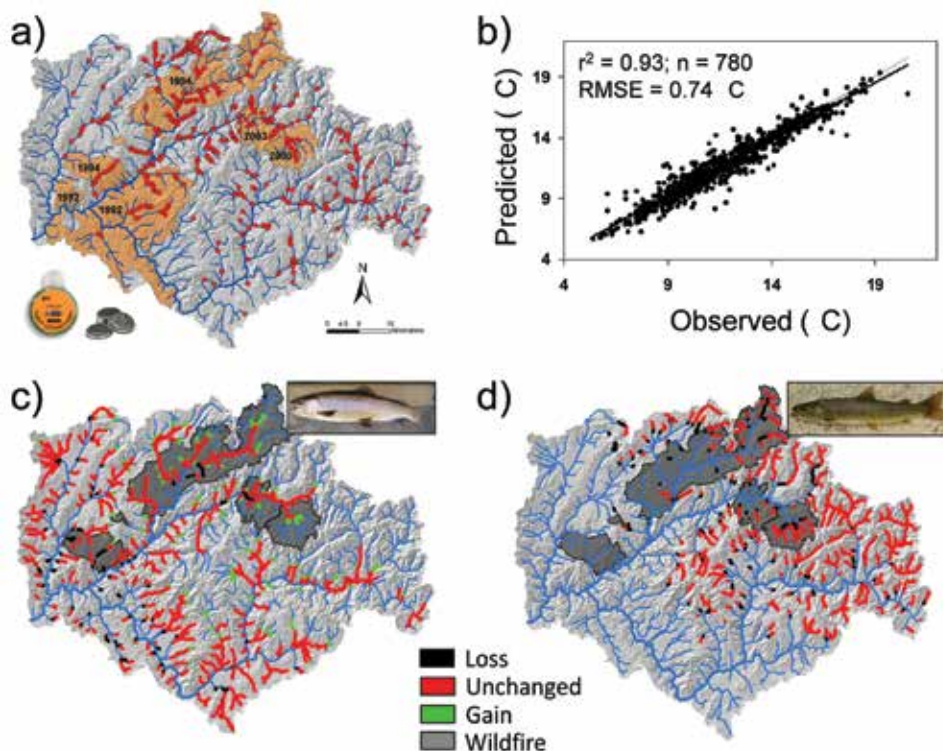 a)
1994
2003
2000
1994
1992
1992
N
b)
r² = 0.93; n = 780
RMSE = 0.74 C
19
14
9
4
Predicted ( C)
4 9 14 19
Observed ( C)
c)
d)
Loss
Unchanged
Gain
Wildfire